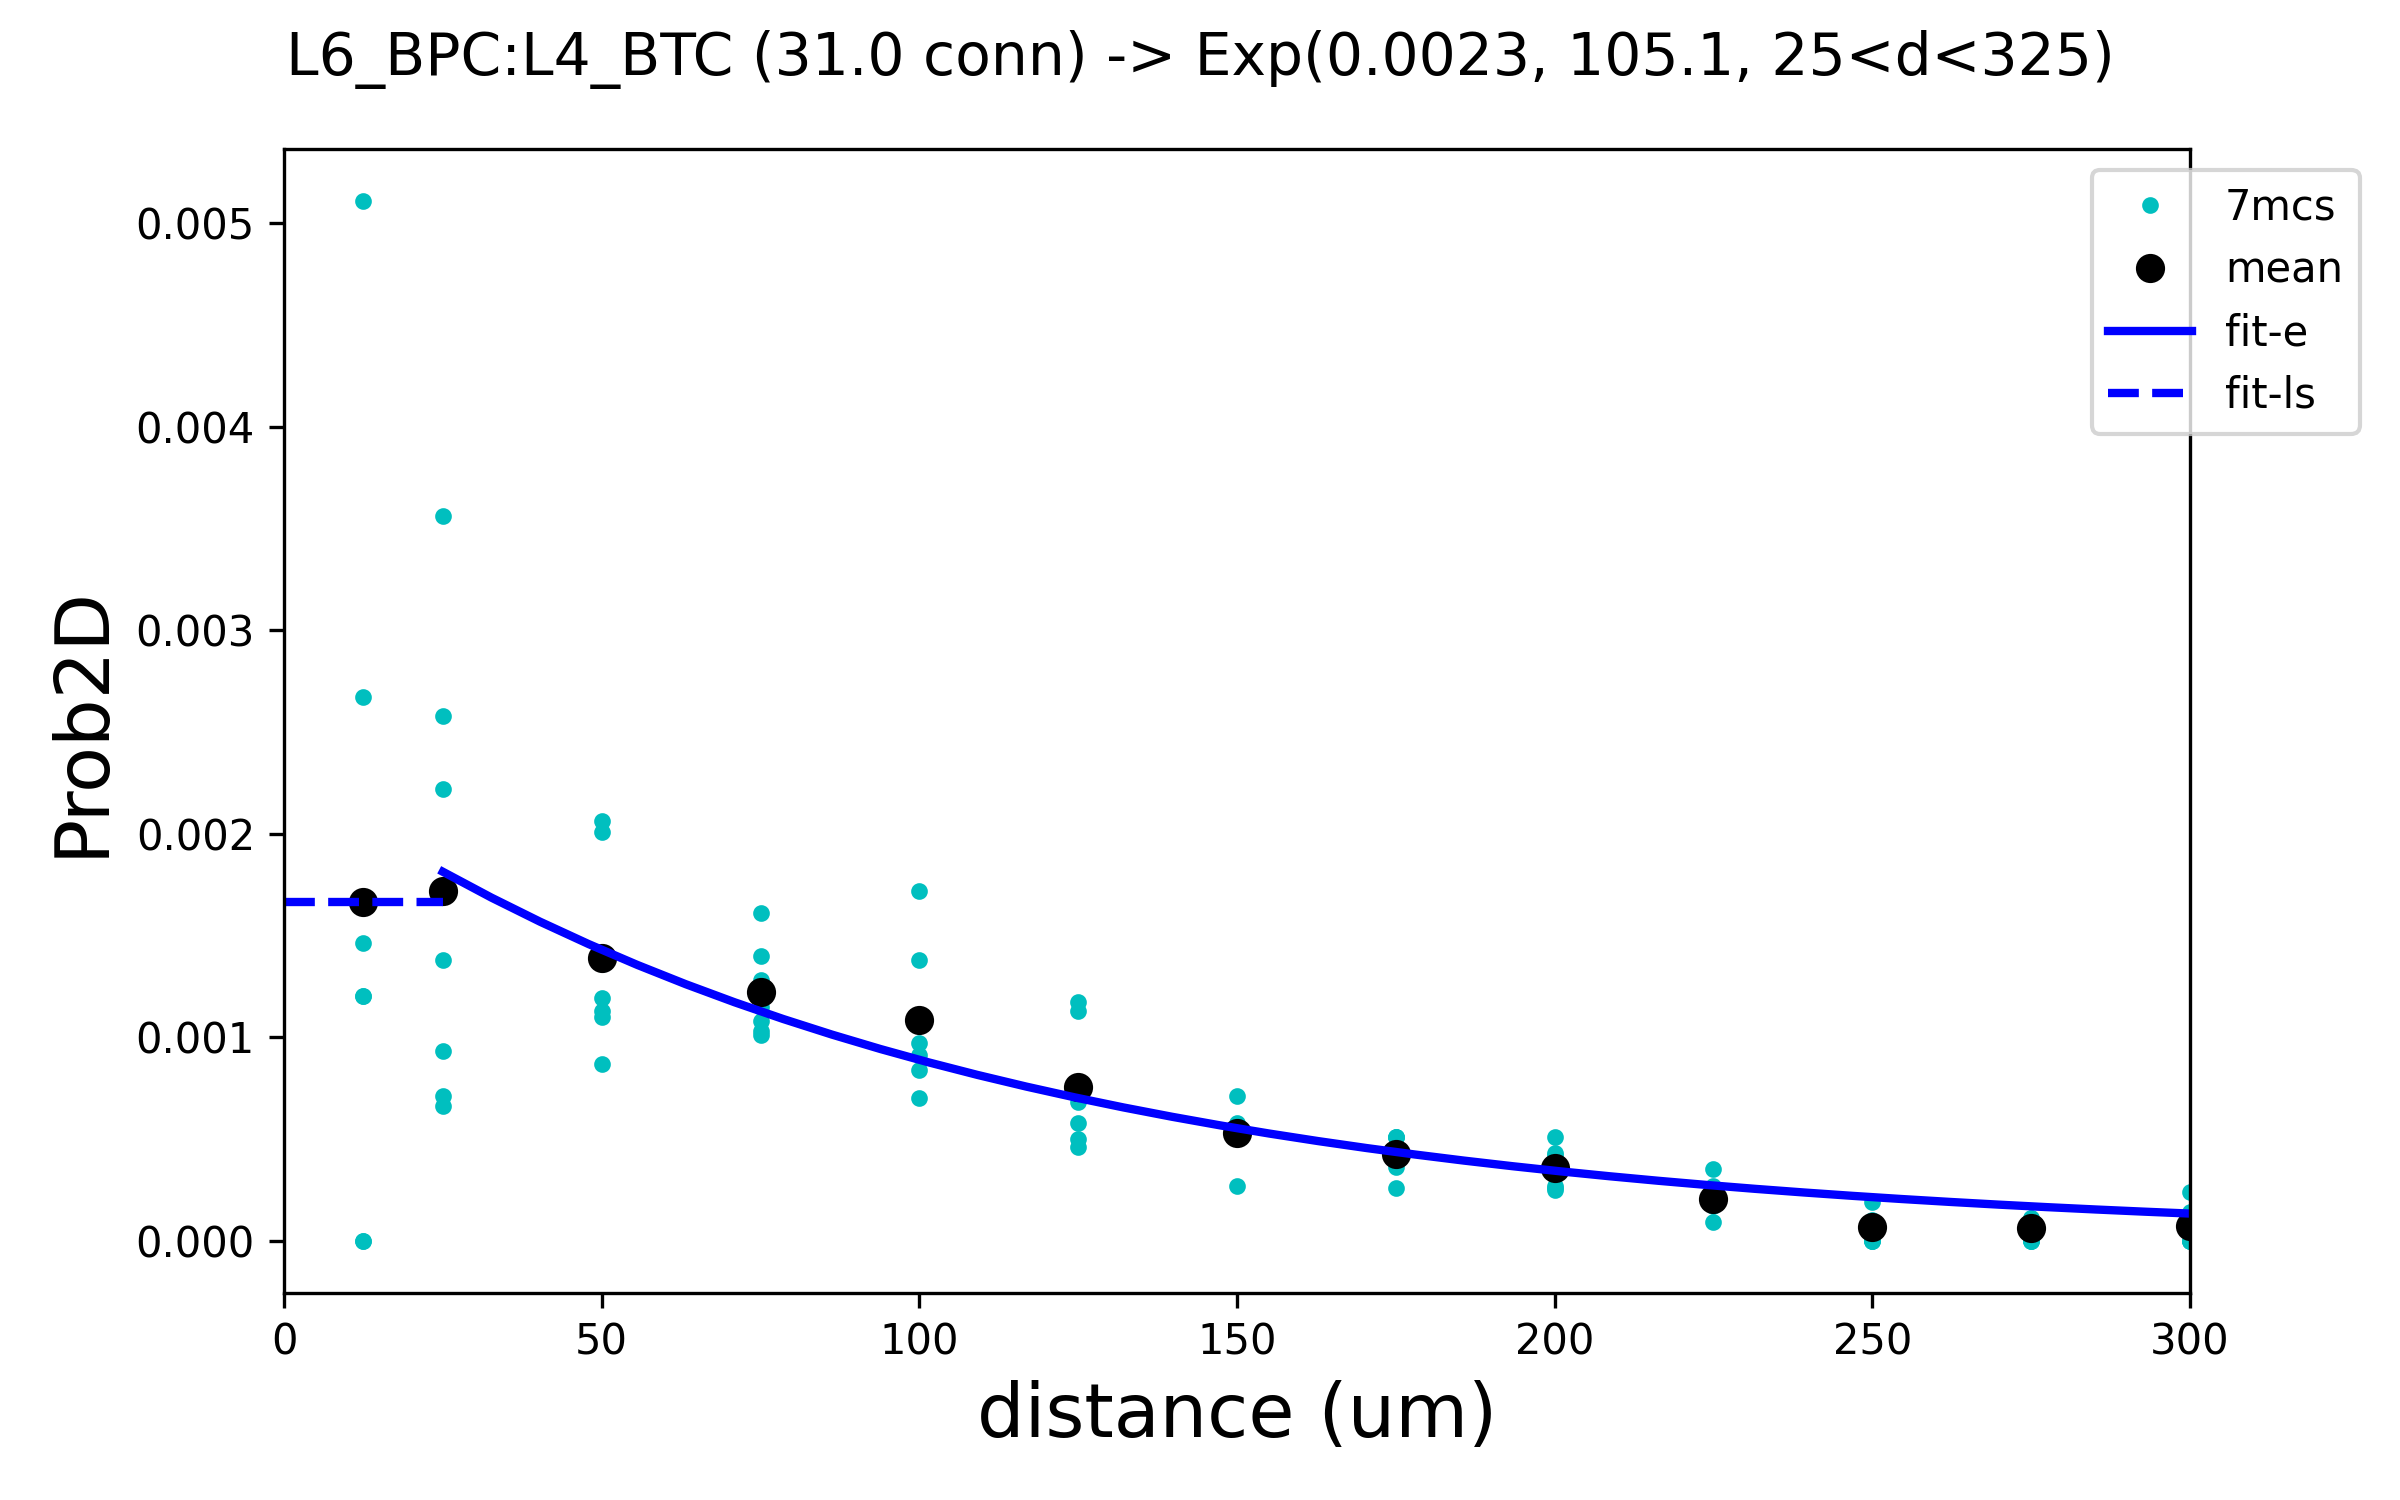 L6_BPC:L4_BTC (31.0 conn) -> Exp(0.0023, 105.1, 25<d<325)
7mcs
mean
fit-e
fit-ls
Prob2D
0.005
0.004
0.003
0.002
0.001
0.000
0 50 100 150 200 250 300
distance (um)